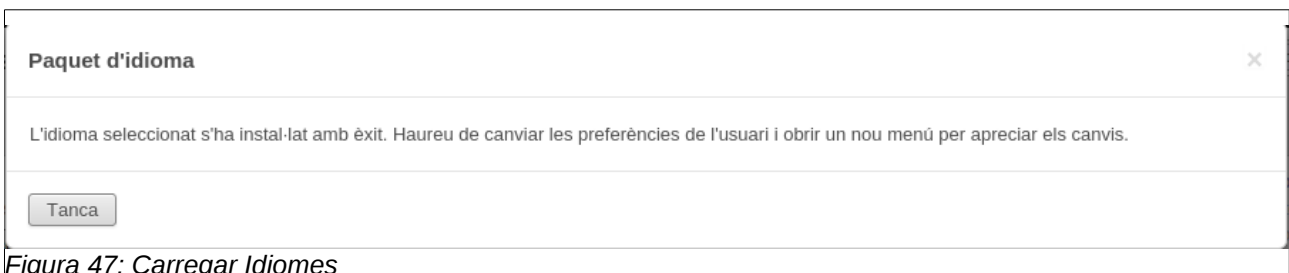 Paquet d'idioma
×
L'idioma seleccionat s'ha instal·lat amb èxit. Haureu de canviar les preferències de l'usuari i obrir un nou menú per apreciar els canvis.
Tanca
Figura 47: Carregar Idiomes